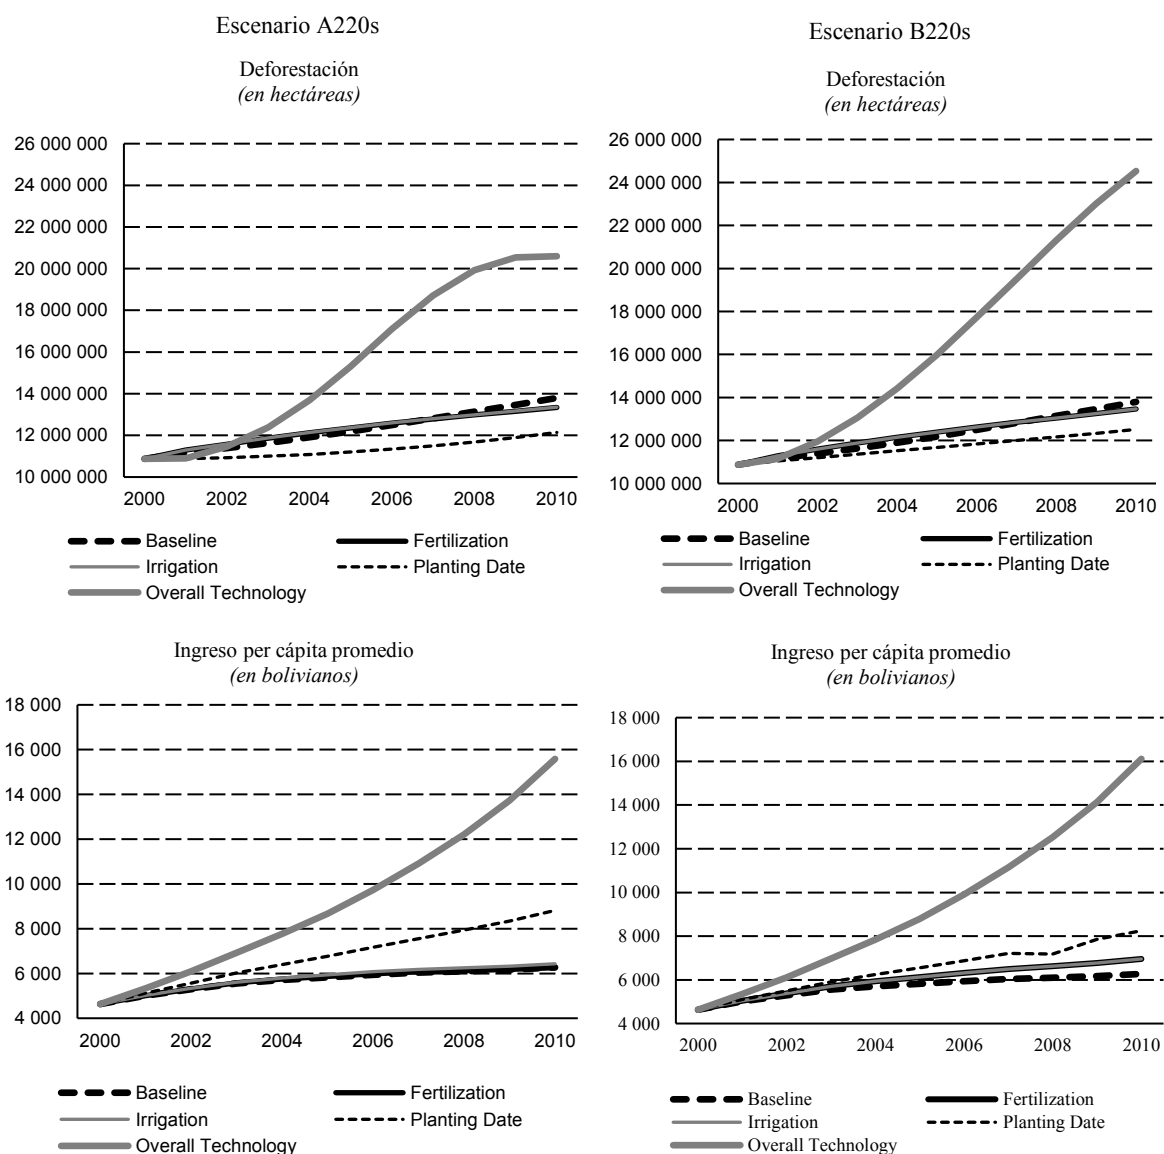 Escenario A220s
Deforestación
(en hectáreas)
26 000 000
24 000 000
22 000 000
20 000 000
18 000 000
16 000 000
14 000 000
12 000 000
10 000 000
2000 2002 2004 2006 2008 2010
Baseline Fertilization
Irrigation Planting Date
Overall Technology
Escenario B220s
Deforestación
(en hectáreas)
26 000 000
24 000 000
22 000 000
20 000 000
18 000 000
16 000 000
14 000 000
12 000 000
10 000 000
2000 2002 2004 2006 2008 2010
Baseline Fertilization
Irrigation Planting Date
Overall Technology
Ingreso per cápita promedio
(en bolivianos)
18 000
16 000
14 000
12 000
10 000
8 000
6 000
4 000
2000 2002 2004 2006 2008 2010
Baseline Fertilization
Irrigation Planting Date
Overall Technology
Ingreso per cápita promedio
(en bolivianos)
18 000
16 000
14 000
12 000
10 000
8 000
6 000
4 000
2000 2002 2004 2006 2008 2010
Baseline Fertilization
Irrigation Planting Date
Overall Technology